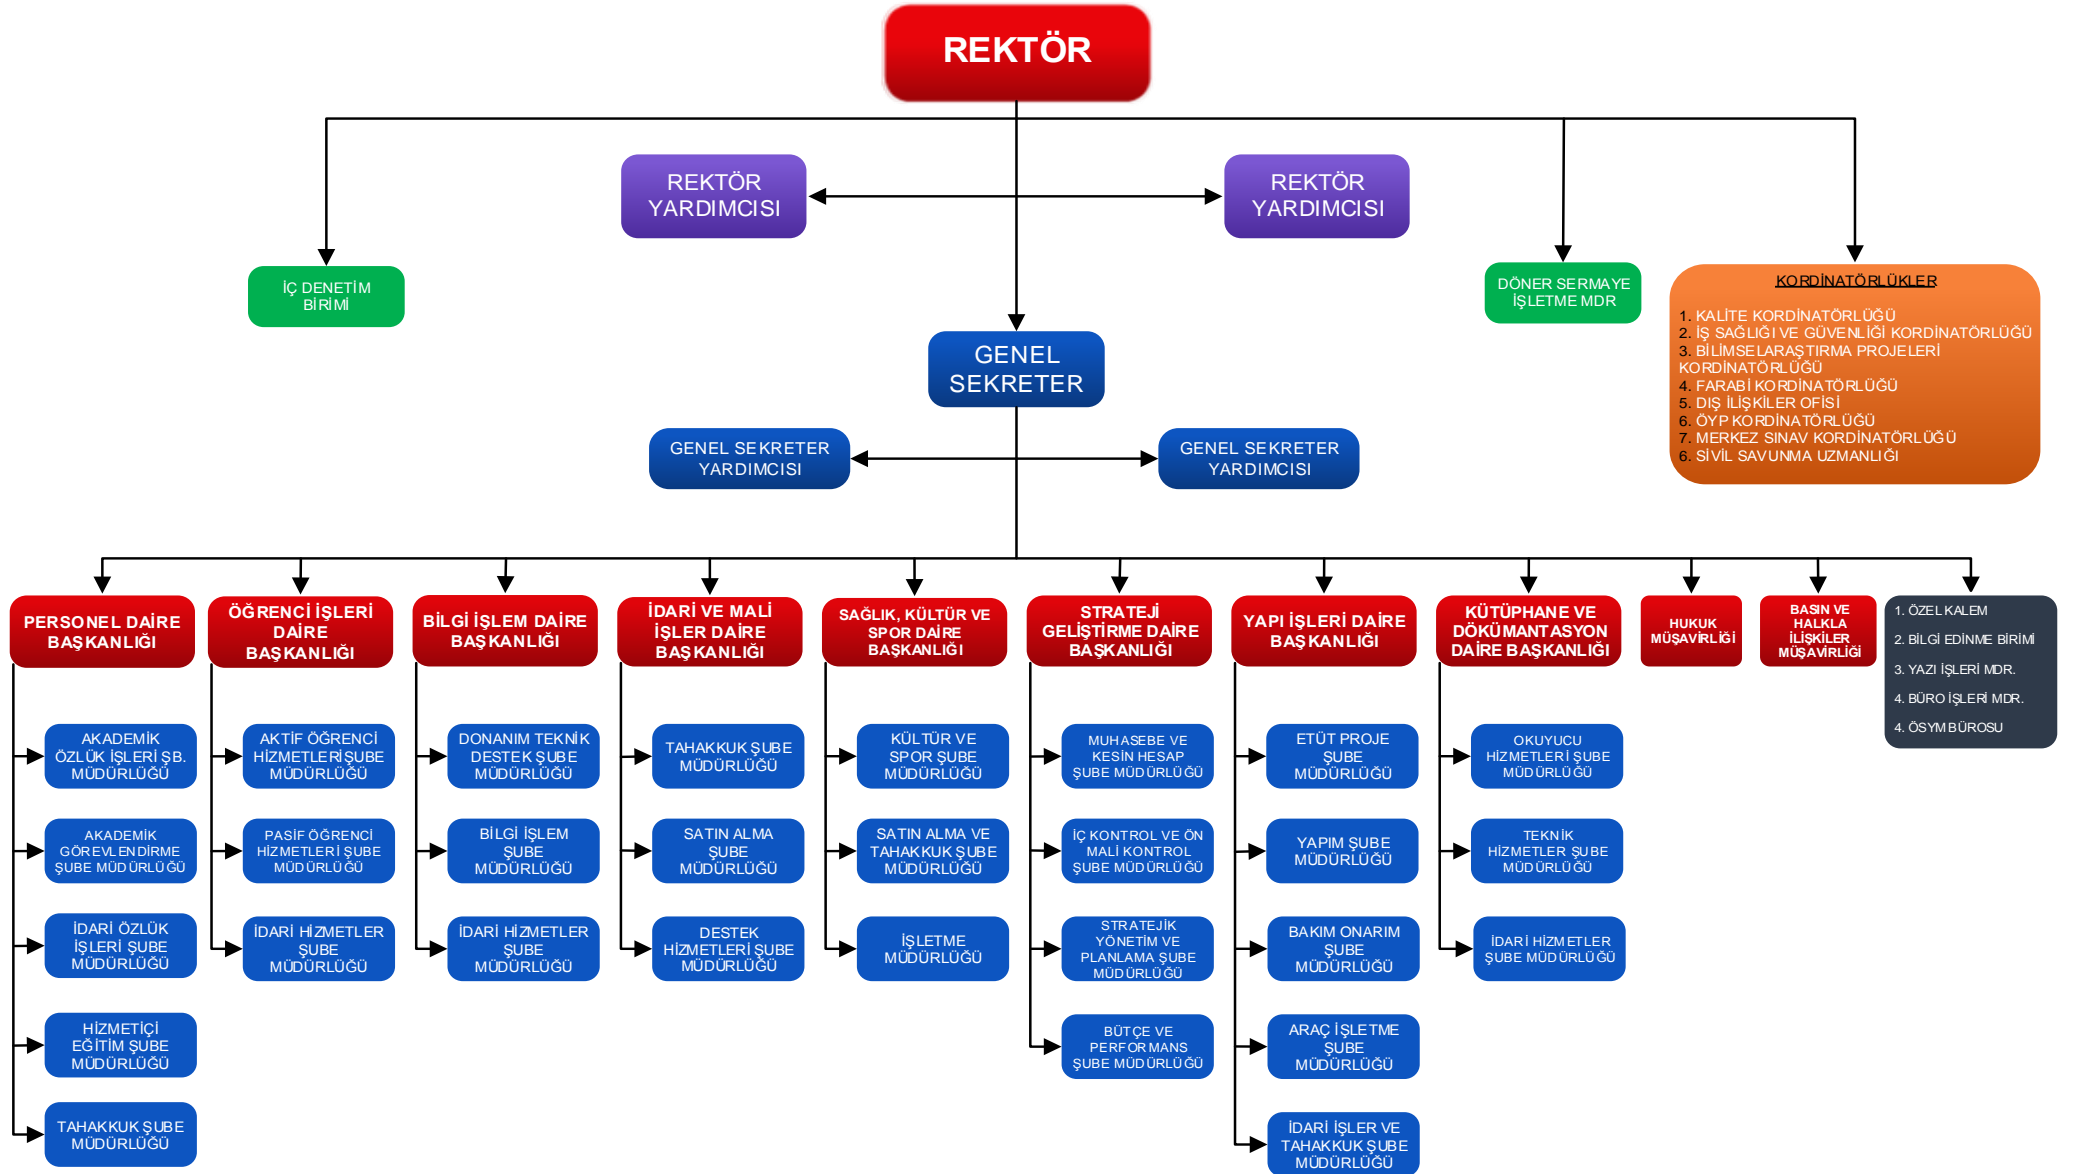 REKTÖR
REKTÖR
YARDIMCISI
REKTÖR
YARDIMCISI
İÇ DENETİM
BİRİMİ
DÖNER SERMAYE
İŞLETME MDR
KORDİNATÖRLÜKLER
1. KALİTE KORDİNATÖRLÜĞÜ
2. İŞ SAĞLIĞI VE GÜVENLİĞİ KORDİNATÖRLÜĞÜ
3. BİLİMSELARAŞTIRMA PROJELERİ
KORDİNATÖRLÜĞÜ
4. FARABİ KORDİNATÖRLÜĞÜ
5. DIŞ İLİŞKİLER OFİSİ
6. ÖYP KORDİNATÖRLÜĞÜ
7. MERKEZ SINAV KORDİNATÖRLÜĞÜ
6. SİVİL SAVUNMA UZMANLIĞI
GENEL
SEKRETER
GENEL SEKRETER
YARDIMCISI
GENEL SEKRETER
YARDIMCISI
PERSONEL DAİRE
BAŞKANLIĞI
AKADEMİK
ÖZLÜK İŞLERİ ŞB.
MÜDÜRLÜĞÜ
AKADEMİK
GÖREVLENDİRME
ŞUBE MÜDÜRLÜĞÜ
İDARİ ÖZLÜK
İŞLERİ ŞUBE
MÜDÜRLÜĞÜ
HİZMETİÇİ
EĞİTİM ŞUBE
MÜDÜRLÜĞÜ
TAHAKKUK ŞUBE
MÜDÜRLÜĞÜ
ÖĞRENCİ İŞLERİ
DAİRE
BAŞKANLIĞI
AKTİF ÖĞRENCİ
HİZMETLERİŞUBE
MÜDÜRLÜĞÜ
PASİF ÖĞRENCİ
HİZMETLERİ ŞUBE
MÜDÜRLÜĞÜ
İDARİ HİZMETLER
ŞUBE
MÜDÜRLÜĞÜ
BİLGİ İŞLEM DAİRE
BAŞKANLIĞI
DONANIM TEKNİK
DESTEK ŞUBE
MÜDÜRLÜĞÜ
BİLGİ İŞLEM
ŞUBE
MÜDÜRLÜĞÜ
İDARİ HİZMETLER
ŞUBE
MÜDÜRLÜĞÜ
İDARİ VE MALİ
İŞLER DAİRE
BAŞKANLIĞI
TAHAKKUK ŞUBE
MÜDÜRLÜĞÜ
SATIN ALMA
ŞUBE
MÜDÜRLÜĞÜ
DESTEK
HİZMETLERİ ŞUBE
MÜDÜRLÜĞÜ
SAĞLIK, KÜLTÜR VE
SPOR DAİRE
BAŞKANLIĞI
KÜLTÜR VE
SPOR ŞUBE
MÜDÜRLÜĞÜ
SATIN ALMA VE
TAHAKKUK ŞUBE
MÜDÜRLÜĞÜ
İŞLETME
MÜDÜRLÜĞÜ
STRATEJİ
GELİŞTİRME DAİRE
BAŞKANLIĞI
MUHASEBE VE
KESİN HESAP
ŞUBE MÜDÜRLÜĞÜ
İÇ KONTROL VE ÖN
MALİ KONTROL
ŞUBE MÜDÜRLÜĞÜ
STRATEJİK
YÖNETİM VE
PLANLAMA ŞUBE
MÜDÜRLÜĞÜ
BÜTÇE VE
PERFORMANS
ŞUBE MÜDÜRLÜĞÜ
YAPI İŞLERİ DAİRE
BAŞKANLIĞI
ETÜT PROJE
ŞUBE
MÜDÜRLÜĞÜ
YAPIM ŞUBE
MÜDÜRLÜĞÜ
BAKIM ONARIM
ŞUBE
MÜDÜRLÜĞÜ
ARAÇ İŞLETME
ŞUBE
MÜDÜRLÜĞÜ
İDARİ İŞLER VE
TAHAKKUK ŞUBE
MÜDÜRLÜĞÜ
KÜTÜPHANE VE
DÖKÜMANTASYON
DAİRE BAŞKANLIĞI
OKUYUCU
HİZMETLERİ ŞUBE
MÜDÜRLÜĞÜ
TEKNİK
HİZMETLER ŞUBE
MÜDÜRLÜĞÜ
İDARİ HİZMETLER
ŞUBE MÜDÜRLÜĞÜ
HUKUK
MÜŞAVİRLİĞİ
BASIN VE
HALKLA
İLİŞKİLER
MÜŞAVİRLİĞİ
1. ÖZEL KALEM
2. BİLGİ EDİNME BİRİMİ
3. YAZI İŞLERİ MDR.
4. BÜRO İŞLERİ MDR.
4. ÖSYM BÜROSU